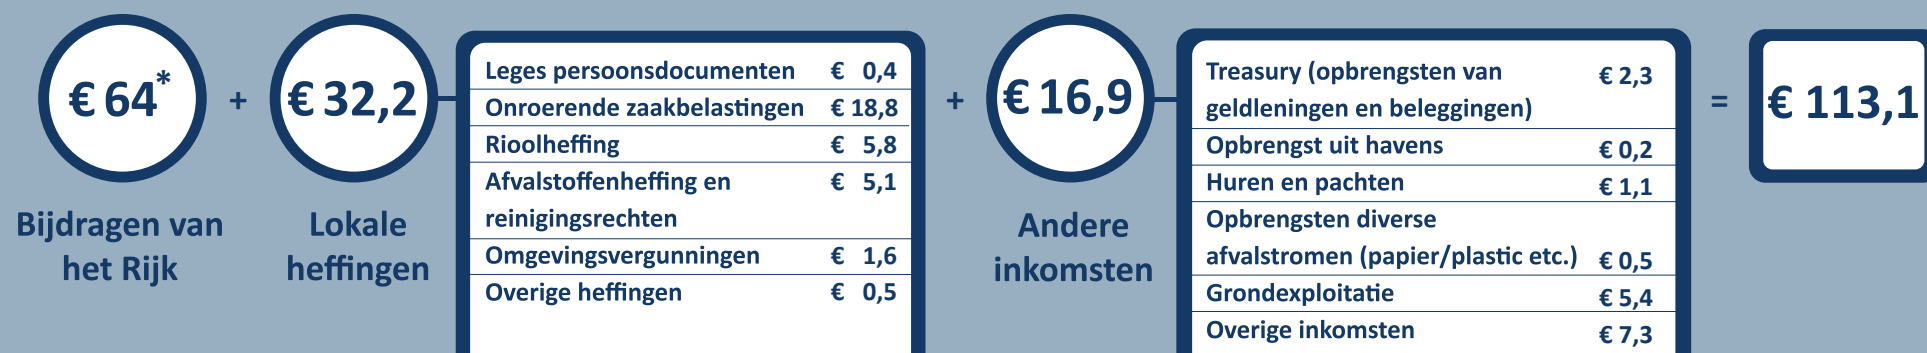 € 64*
Bijdragen van
het Rijk
+
€ 32,2
Lokale
heffingen
Leges persoonsdocumenten € 0,4
Onroerende zaakbelastingen € 18,8
Rioolheffing € 5,8
Afvalstoffenheffing en € 5,1
reinigingsrechten
Omgevingsvergunningen € 1,6
Overige heffingen € 0,5
+
€ 16,9
Andere
inkomsten
Treasury (opbrengsten van € 2,3
geldleningen en beleggingen)
Opbrengst uit havens € 0,2
Huren en pachten € 1,1
Opbrengsten diverse
afvalstromen (papier/plastic etc.) € 0,5
Grondexploitatie € 5,4
Overige inkomsten € 7,3
=
€ 113,1